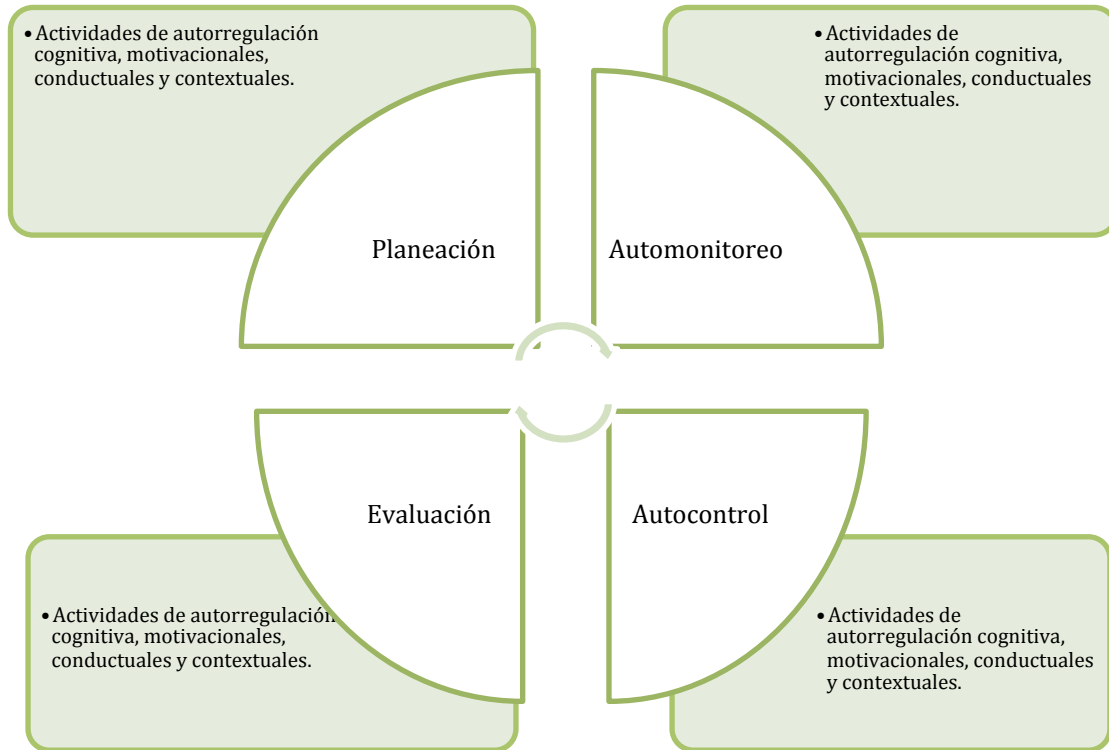 •Actividades de autorregulación
cognitiva, motivacionales,
conductuales y contextuales.
•Actividades de
autorregulación cognitiva,
motivacionales, conductuales
y contextuales.
Planeación
Automonitoreo
Evaluación
Autocontrol
•Actividades de autorregulación
cognitiva, motivacionales,
conductuales y contextuales.
•Actividades de
autorregulación cognitiva,
motivacionales, conductuales
y contextuales.